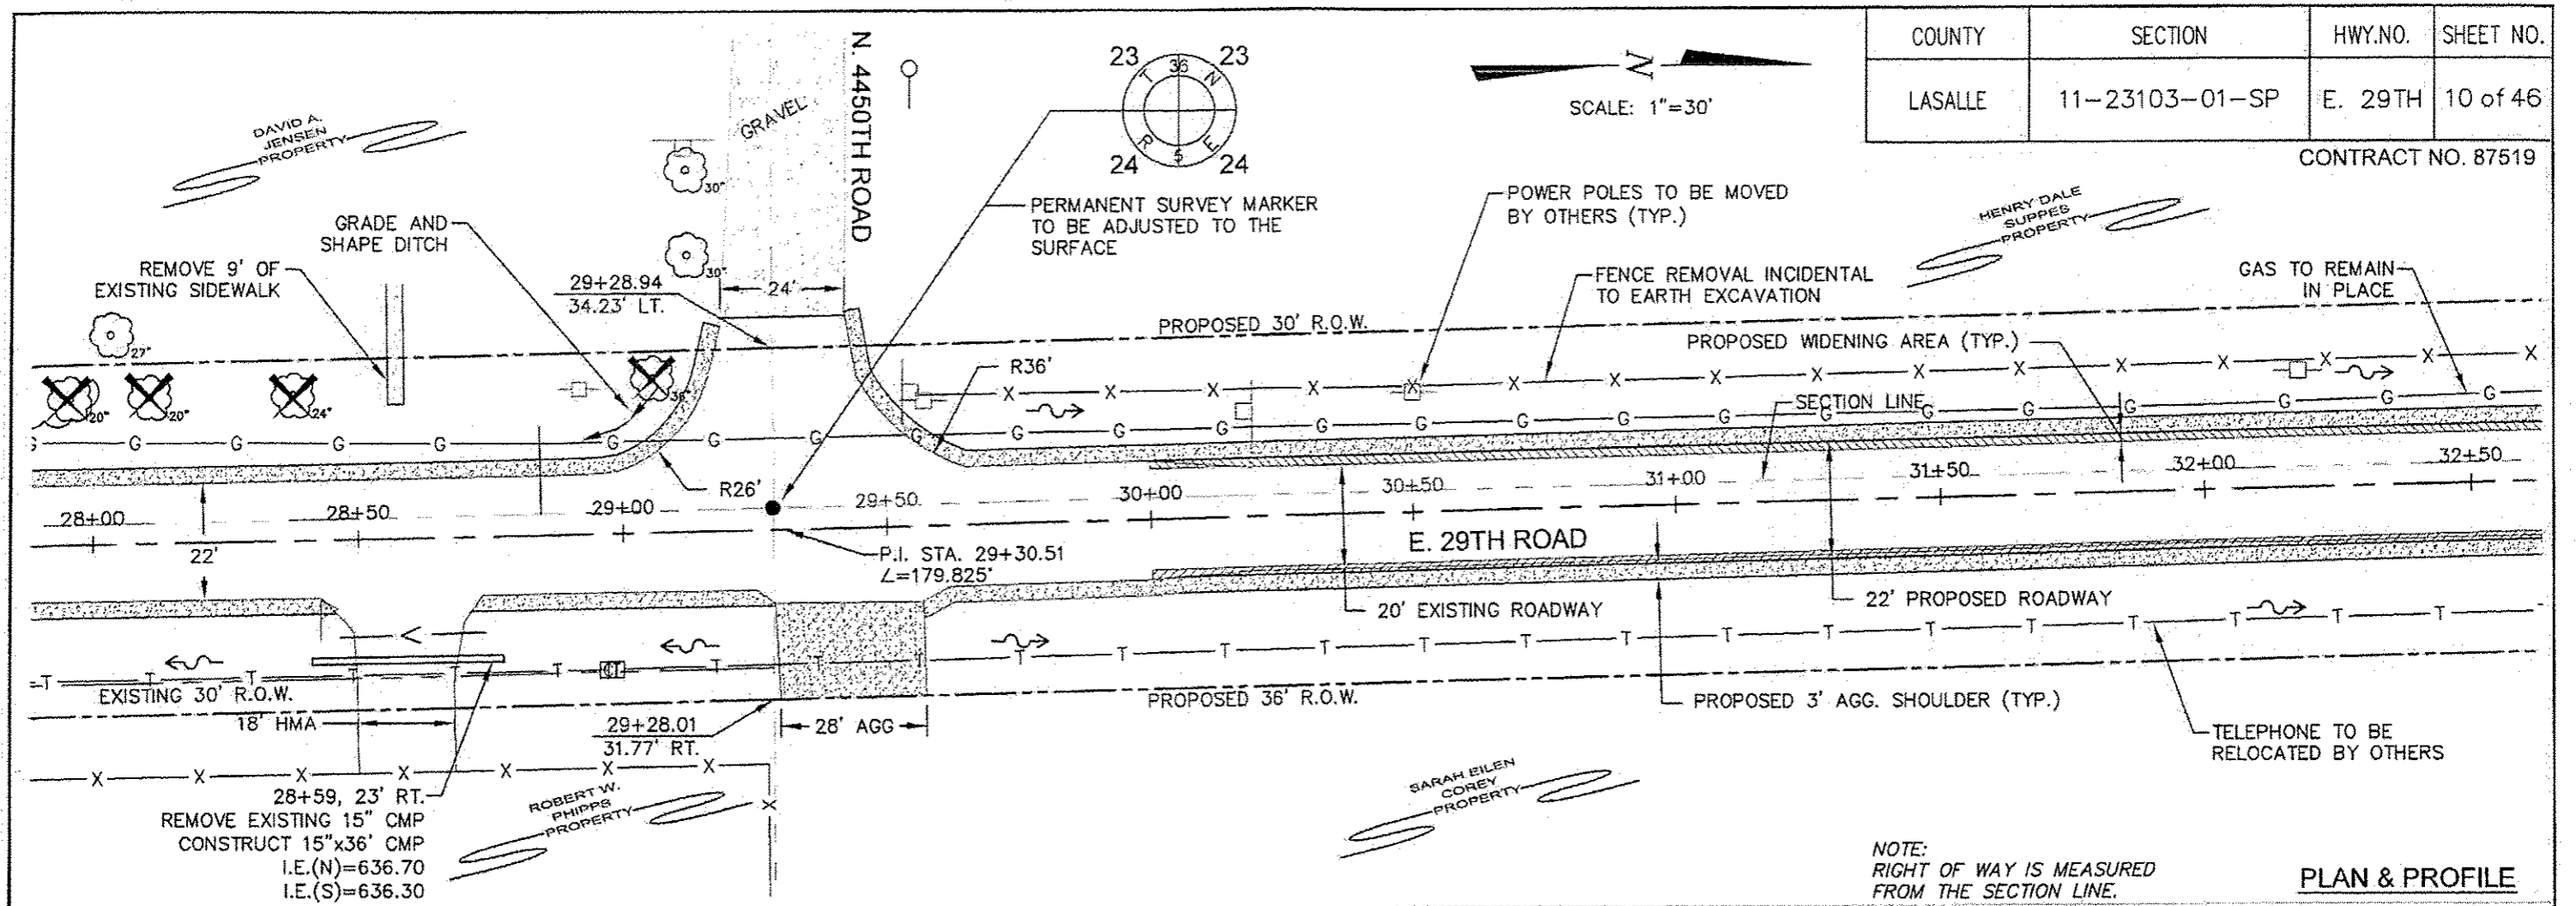 COUNTY SECTION HWY.NO. SHEET NO.
LASALLE 11-23103-01-SP E. 29TH 10 of 46
CONTRACT NO. 87519
N
SCALE: 1"=30'
23 23
36
T N
R E
5
24 24
N. 4450TH ROAD
GRAVEL
DAVID A.
JENSEN
PROPERTY
PERMANENT SURVEY MARKER
TO BE ADJUSTED TO THE
SURFACE
POWER POLES TO BE MOVED
BY OTHERS (TYP.)
HENRY DALE
SUPPES
PROPERTY
GRADE AND
SHAPE DITCH
REMOVE 9' OF
EXISTING SIDEWALK
30"
30"
29+28.94
34.23' LT.
24'
FENCE REMOVAL INCIDENTAL
TO EARTH EXCAVATION
GAS TO REMAIN
IN PLACE
PROPOSED 30' R.O.W.
PROPOSED WIDENING AREA (TYP.)
27"
20"
20"
24"
36"
R36'
SECTION LINE
R26'
28+00 28+50 29+00 29+50 30+00 30+50 31+00 31+50 32+00 32+50
22'
P.I. STA. 29+30.51
∠=179.825°
E. 29TH ROAD
20' EXISTING ROADWAY
22' PROPOSED ROADWAY
EXISTING 30' R.O.W.
PROPOSED 36' R.O.W.
PROPOSED 3' AGG. SHOULDER (TYP.)
18' HMA
29+28.01
31.77' RT.
28' AGG
TELEPHONE TO BE
RELOCATED BY OTHERS
28+59, 23' RT.
REMOVE EXISTING 15" CMP
CONSTRUCT 15"x36' CMP
I.E.(N)=636.70
I.E.(S)=636.30
ROBERT W.
PHIPPS
PROPERTY
SARAH EILEN
COREY
PROPERTY
NOTE:
RIGHT OF WAY IS MEASURED
FROM THE SECTION LINE.
PLAN & PROFILE